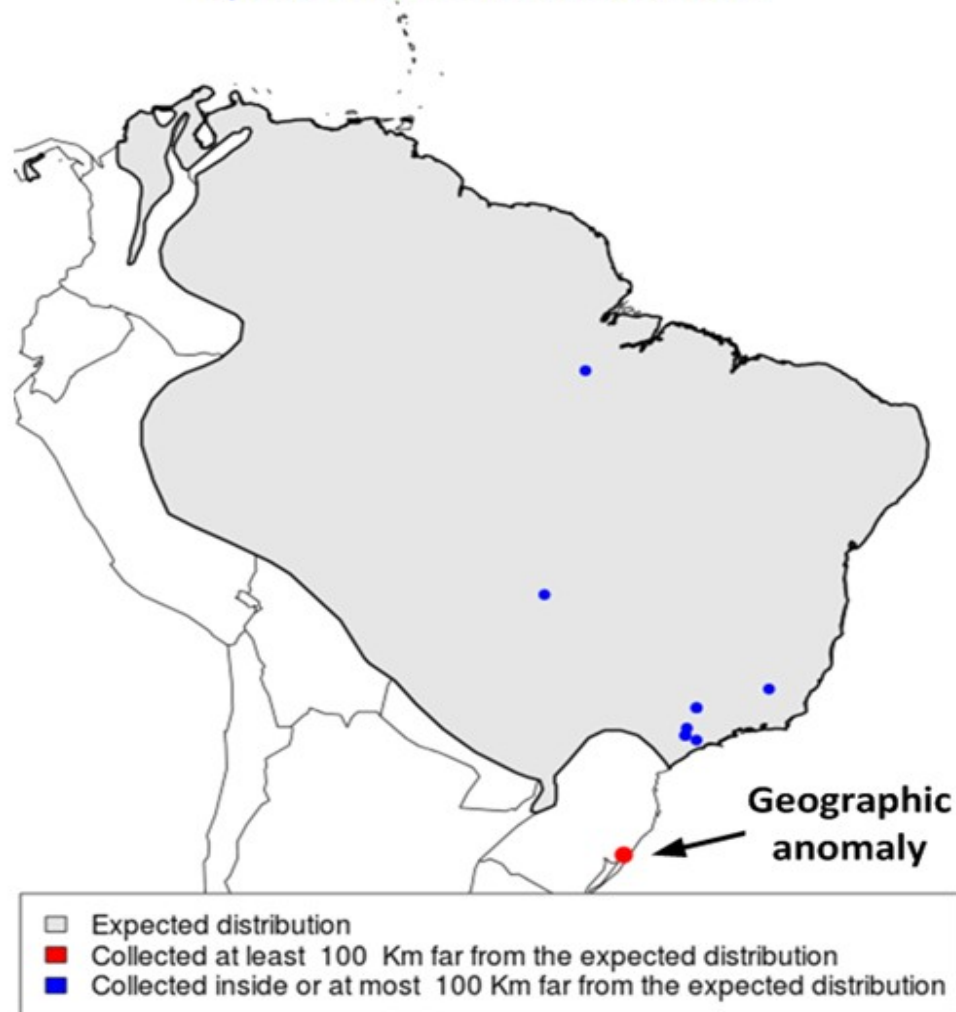 Geographic
anomaly
Expected distribution
Collected at least 100 Km far from the expected distribution
Collected inside or at most 100 Km far from the expected distribution